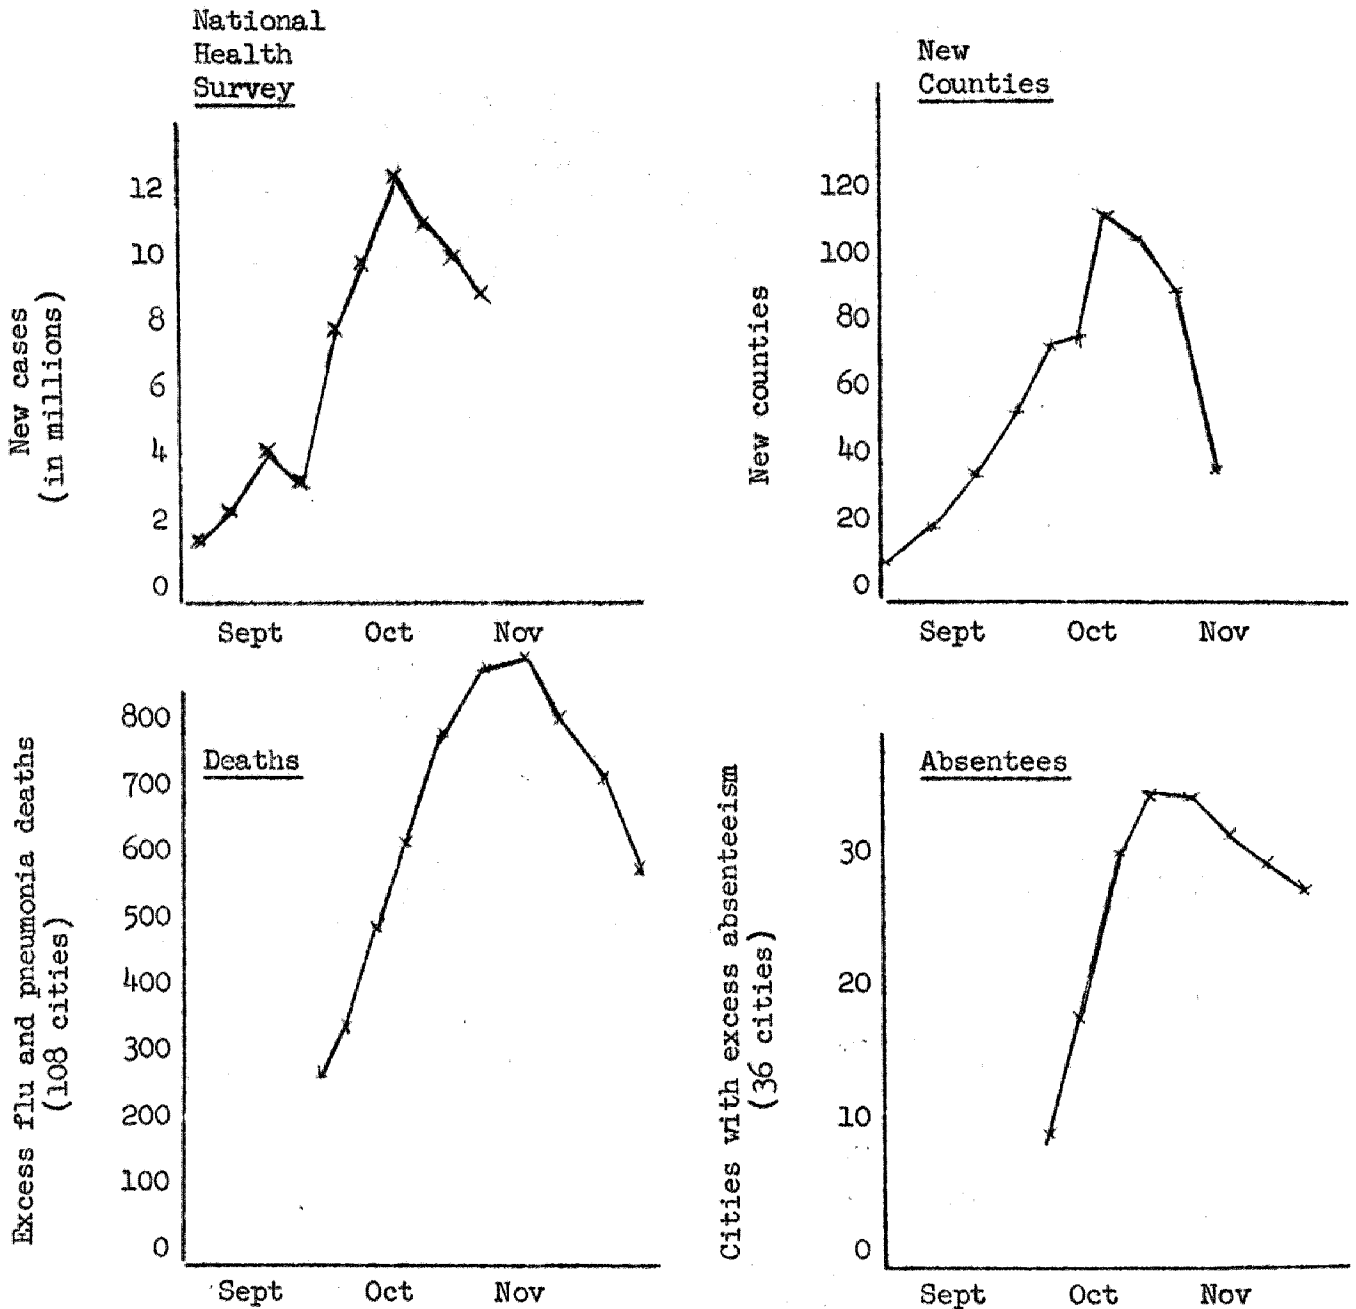 National
Health
Survey
New cases
(in millions)
12
10
8
6
4
2
0
Sept Oct Nov
New
Counties
New counties
120
100
80
60
40
20
0
Sept Oct Nov
Deaths
Excess flu and pneumonia deaths
(108 cities)
800
700
600
500
400
300
200
100
0
Sept Oct Nov
Absentees
Cities with excess absenteeism
(36 cities)
30
20
10
0
Sept Oct Nov